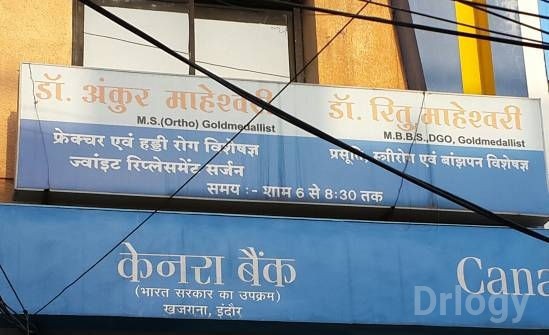 डॉ. अंकुर माहेश्वरी
M.S.(Ortho) Goldmedallist
फ्रेक्चर एवं हड्डी रोग विशेषज्ञ
ज्वांइट रिप्लेसमेंट सर्जन
डॉ. रितु माहेश्वरी
M.B.B.S.,DGO, Goldmedallist
प्रसूति, स्त्रीरोग एवं बांझपन विशेषज्ञ
समय :- शाम 6 से 8:30 तक
केनरा बैंक
(भारत सरकार का उपक्रम)
खजराना, इंदौर
Cana
Drlogy